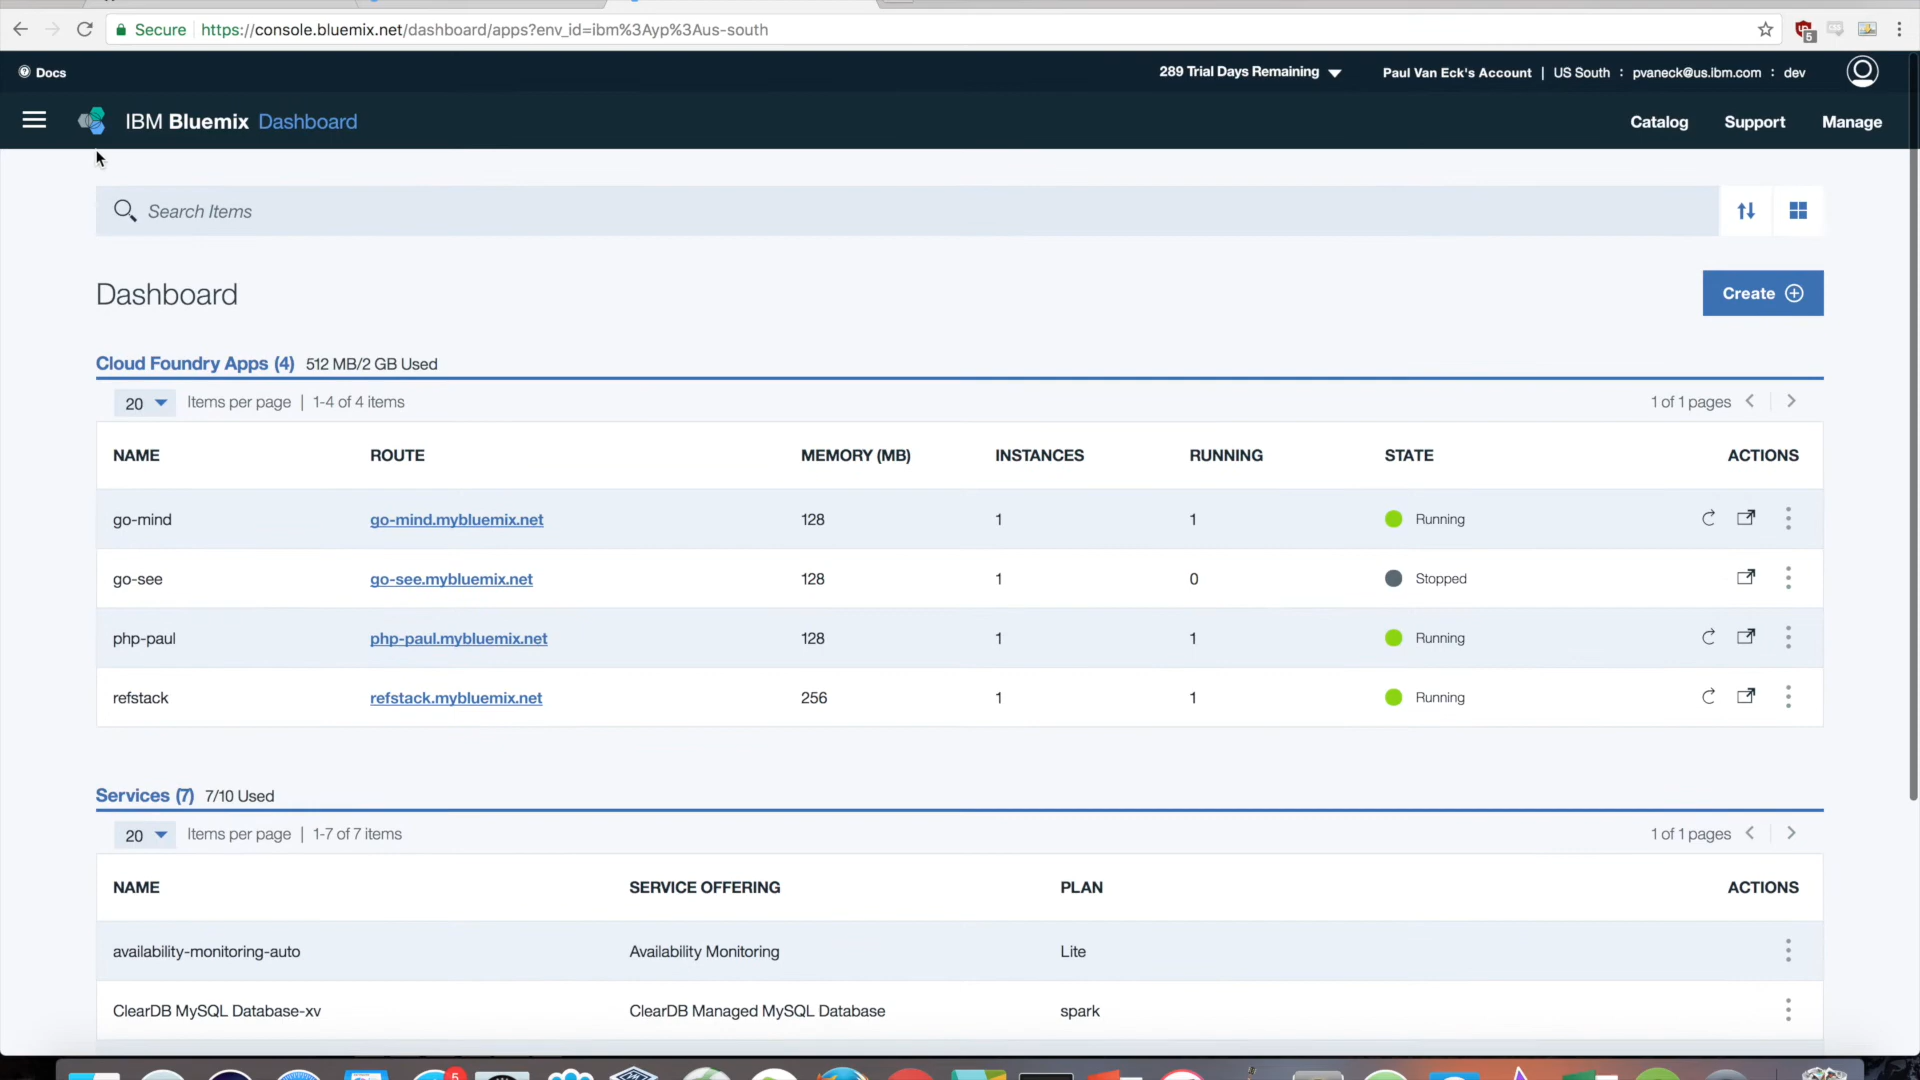 Secure https://console.bluemix.net/dashboard/apps?env_id=ibm%3Ayp%3Aus-south
5
Docs
289 Trial Days Remaining
Paul Van Eck's Account | US South : pvaneck@us.ibm.com : dev
IBM Bluemix Dashboard
Catalog Support Manage
Search Items
Dashboard
Create
Cloud Foundry Apps (4) 512 MB/2 GB Used
20 Items per page | 1-4 of 4 items
1 of 1 pages
NAME ROUTE MEMORY (MB) INSTANCES RUNNING STATE ACTIONS
go-mind go-mind.mybluemix.net 128 1 1 Running
go-see go-see.mybluemix.net 128 1 0 Stopped
php-paul php-paul.mybluemix.net 128 1 1 Running
refstack refstack.mybluemix.net 256 1 1 Running
Services (7) 7/10 Used
20 Items per page | 1-7 of 7 items
1 of 1 pages
NAME SERVICE OFFERING PLAN ACTIONS
availability-monitoring-auto Availability Monitoring Lite
ClearDB MySQL Database-xv ClearDB Managed MySQL Database spark
5